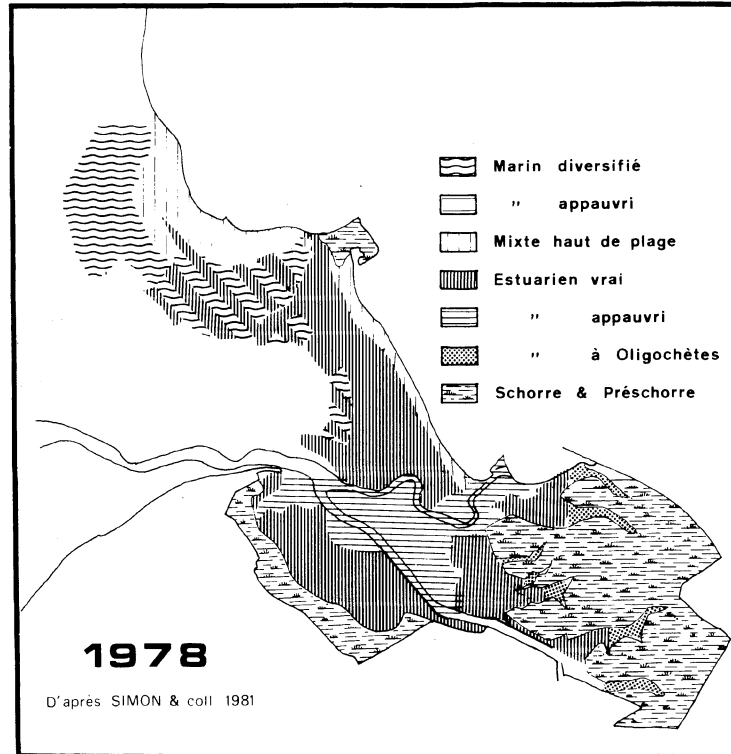 Marin diversifié
" appauvri
Mixte haut de plage
Estuarien vrai
" appauvri
" à Oligochètes
Schorre & Préschorre
1978
D'après SIMON & coll 1981